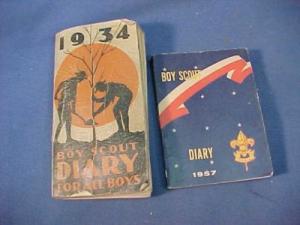 1934
BOY SCOUT
DIARY
FOR ALL BOYS
BOY SCOUT
DIARY
1957